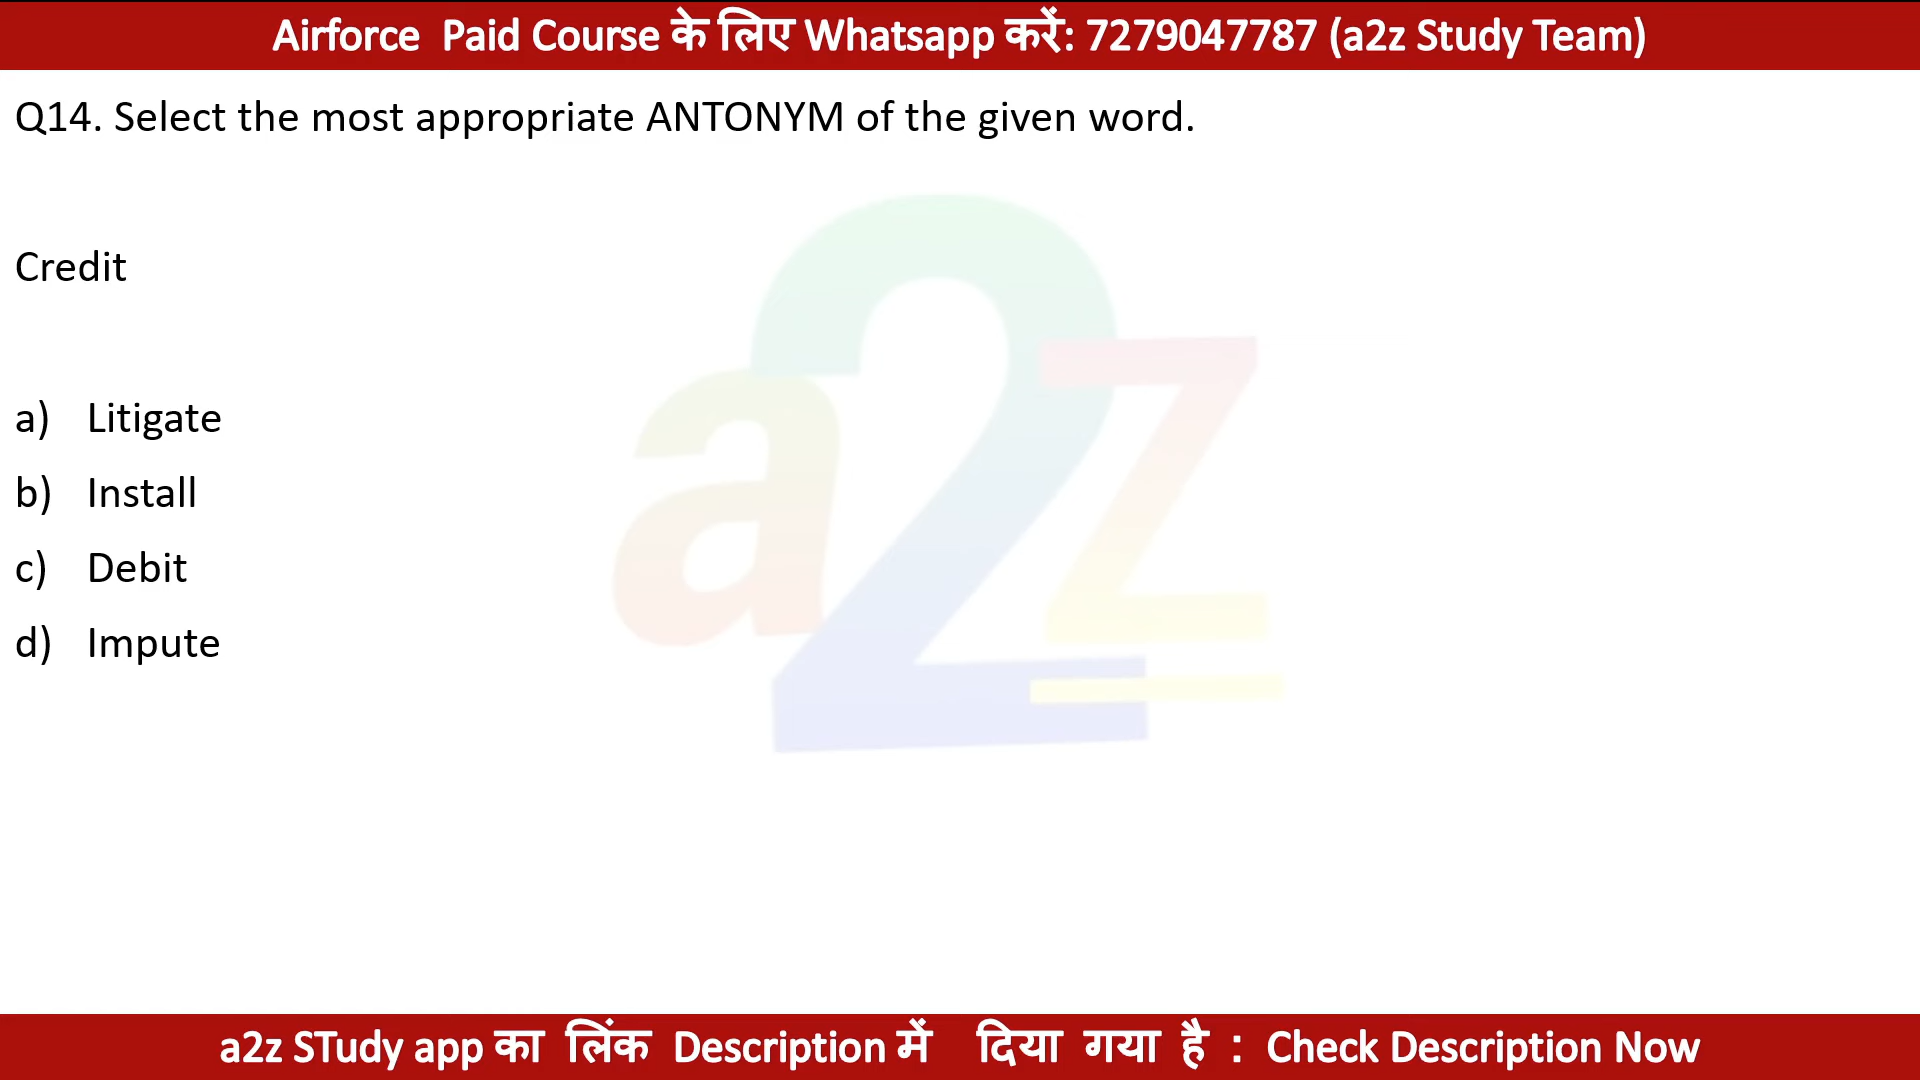 Airforce Paid Course के लिए Whatsapp करें: 7279047787 (a2z Study Team)
Q14. Select the most appropriate ANTONYM of the given word.
Credit
a) Litigate
b) Install
c) Debit
d) Impute
a2z
a2z STudy app का लिंक Description में दिया गया है : Check Description Now